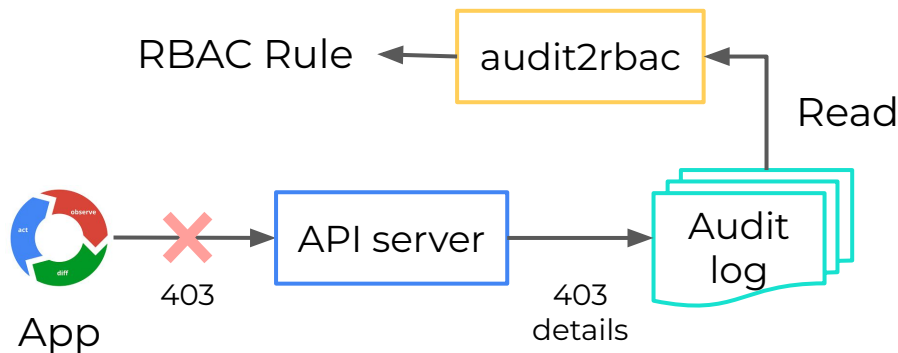 RBAC Rule
audit2rbac
Read
observe
act
diff
API server
Audit
log
403
403
details
App